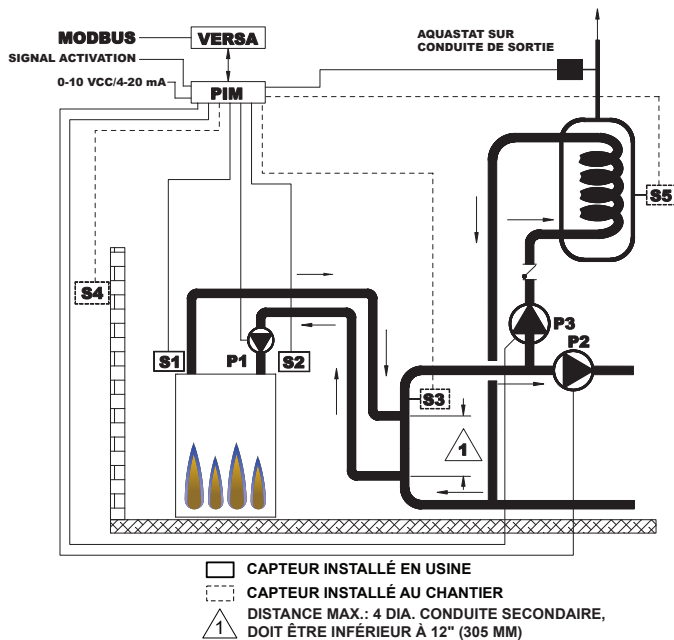 MODBUS
VERSA
AQUASTAT SUR
CONDUITE DE SORTIE
SIGNAL ACTIVATION
0-10 VCC/4-20 mA
PIM
S5
S4
P3
P2
S1
P1
S2
S3
1
CAPTEUR INSTALLÉ EN USINE
CAPTEUR INSTALLÉ AU CHANTIER
1
DISTANCE MAX.: 4 DIA. CONDUITE SECONDAIRE,
DOIT ÊTRE INFÉRIEUR À 12" (305 MM)